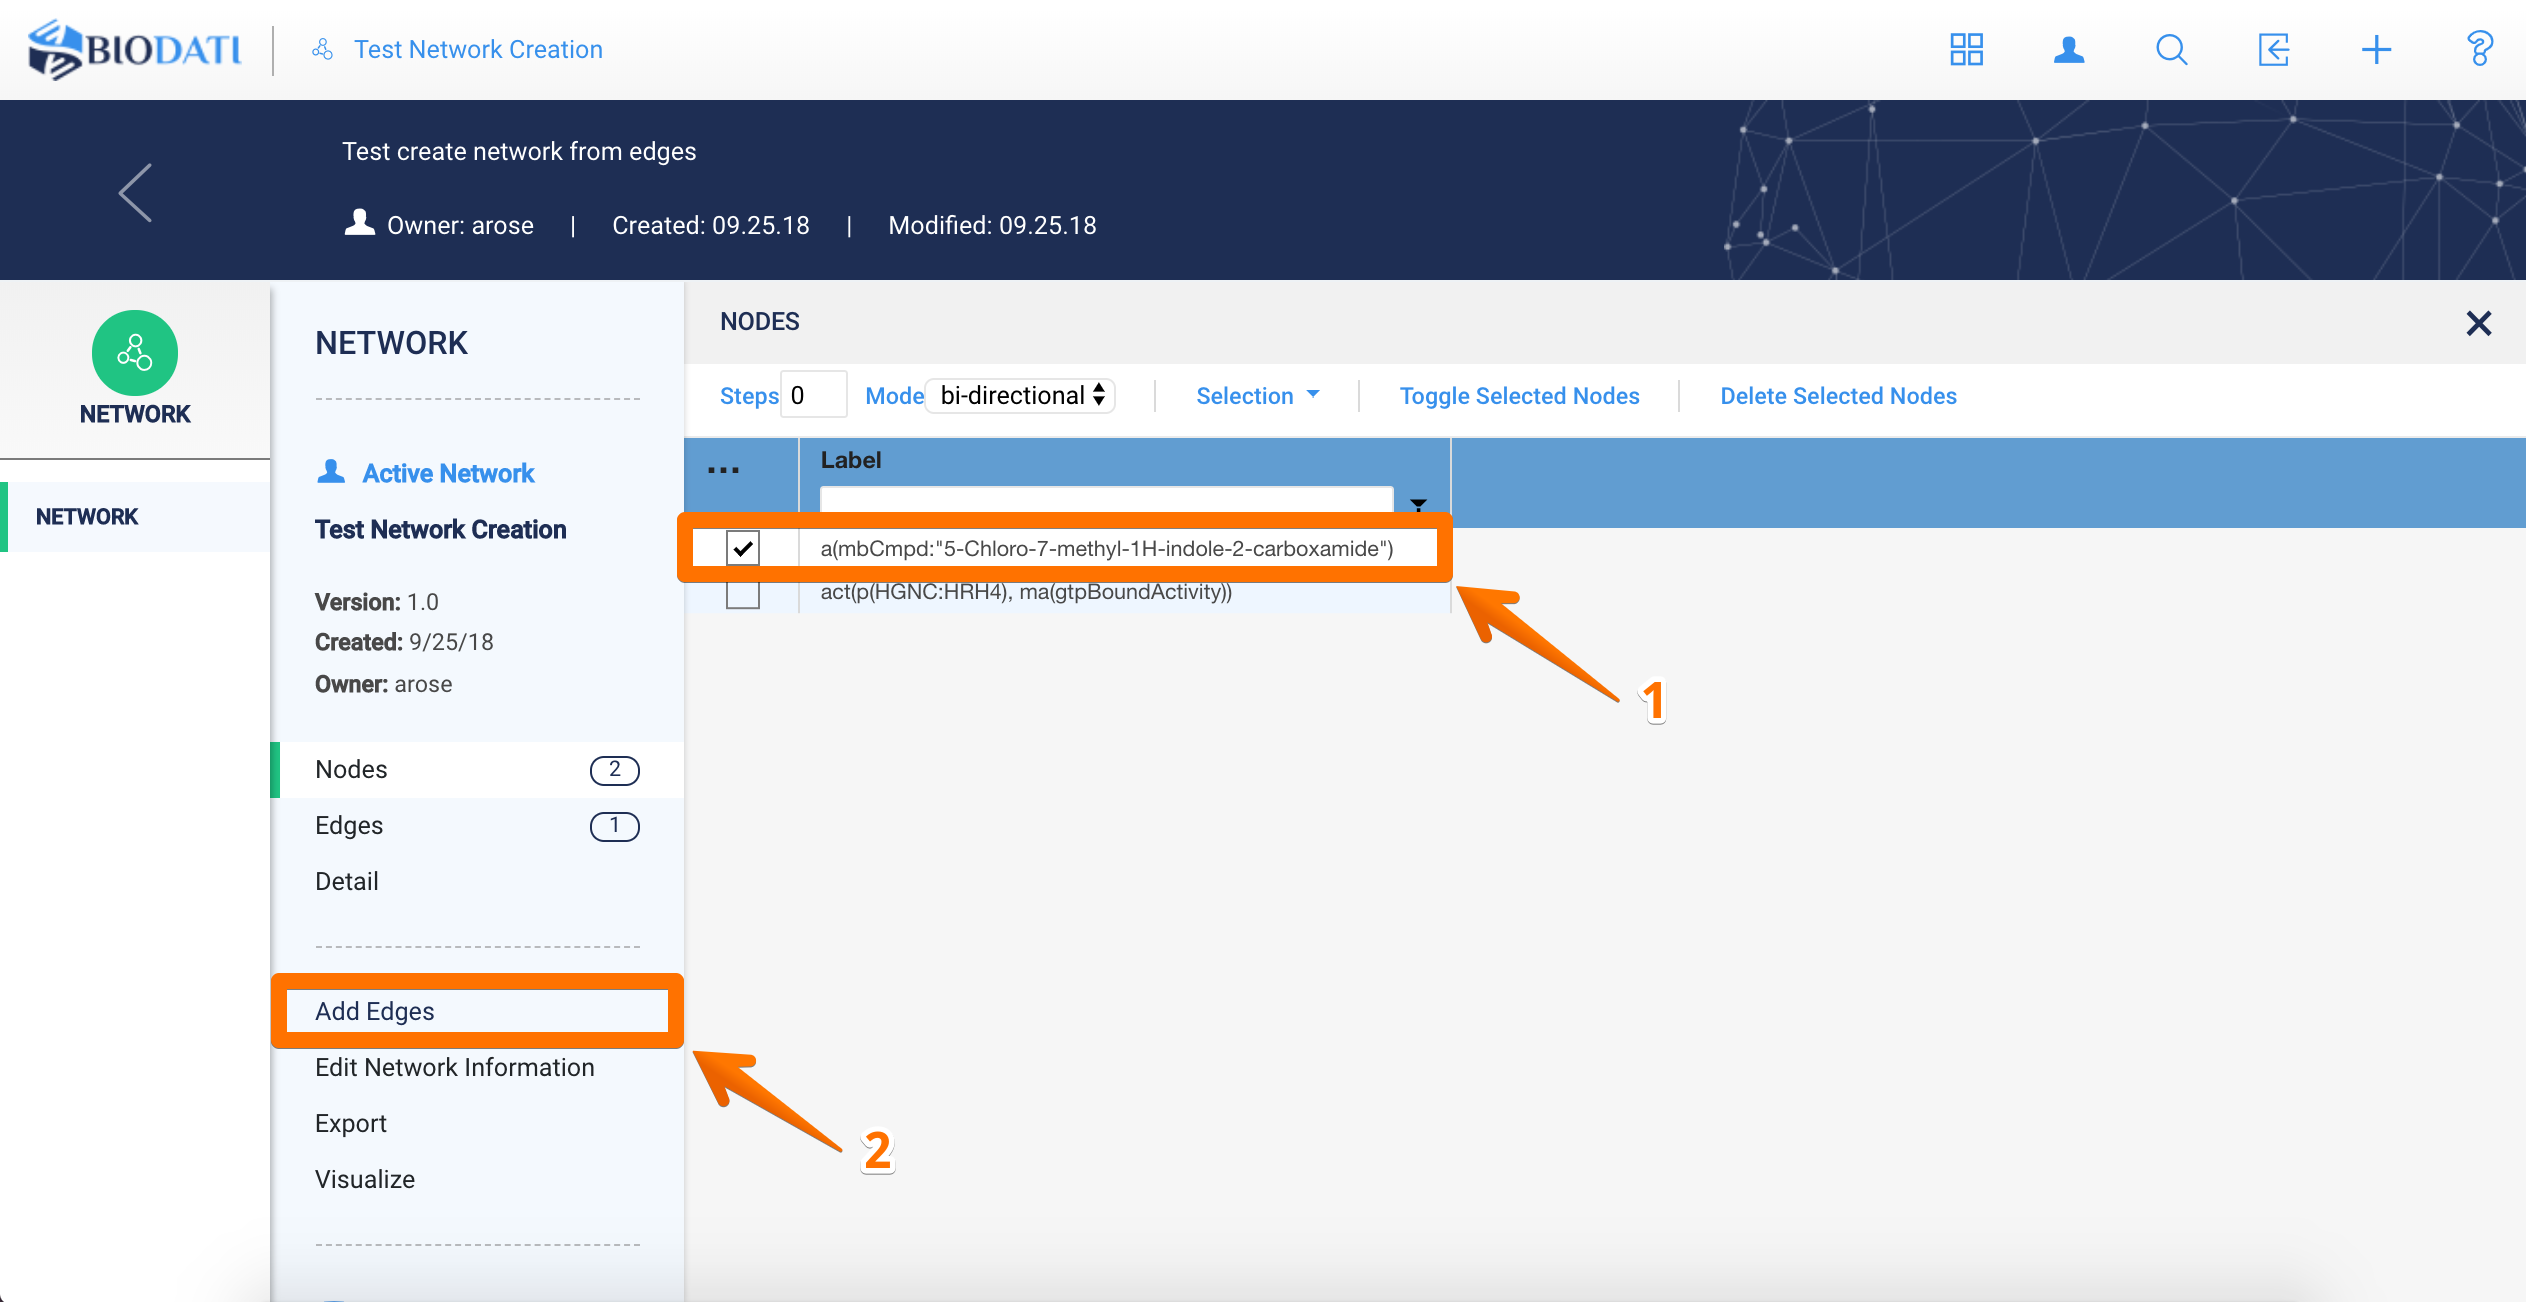 BIODATI
Test Network Creation
Test create network from edges
Owner: arose | Created: 09.25.18 | Modified: 09.25.18
NETWORK
NETWORK
NETWORK
Active Network
Test Network Creation
Version: 1.0
Created: 9/25/18
Owner: arose
Nodes 2
Edges 1
Detail
Add Edges
Edit Network Information
Export
Visualize
NODES
Steps 0 Mode bi-directional Selection Toggle Selected Nodes Delete Selected Nodes
... Label
a(mbCmpd:"5-Chloro-7-methyl-1H-indole-2-carboxamide")
act(p(HGNC:HRH4), ma(gtpBoundActivity))
1
2